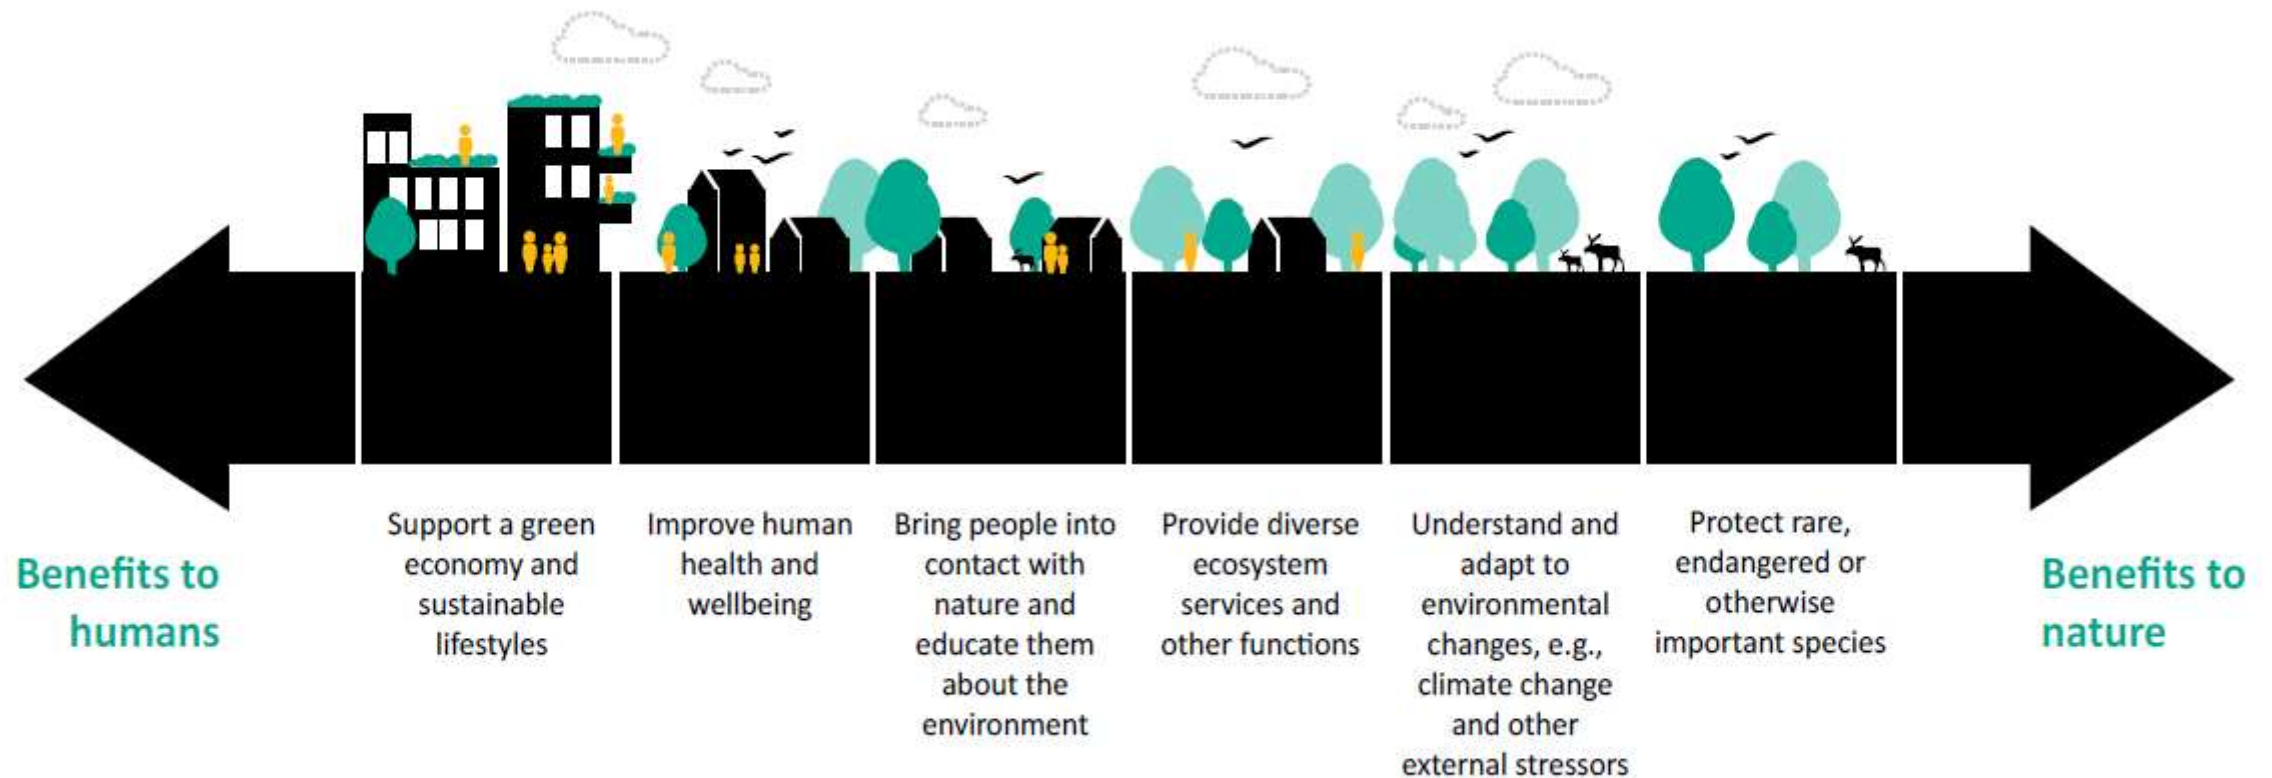 Benefits to
humans
Support a green
economy and
sustainable
lifestyles
Improve human
health and
wellbeing
Bring people into
contact with
nature and
educate them
about the
environment
Provide diverse
ecosystem
services and
other functions
Understand and
adapt to
environmental
changes, e.g.,
climate change
and other
external stressors
Protect rare,
endangered or
otherwise
important species
Benefits to
nature